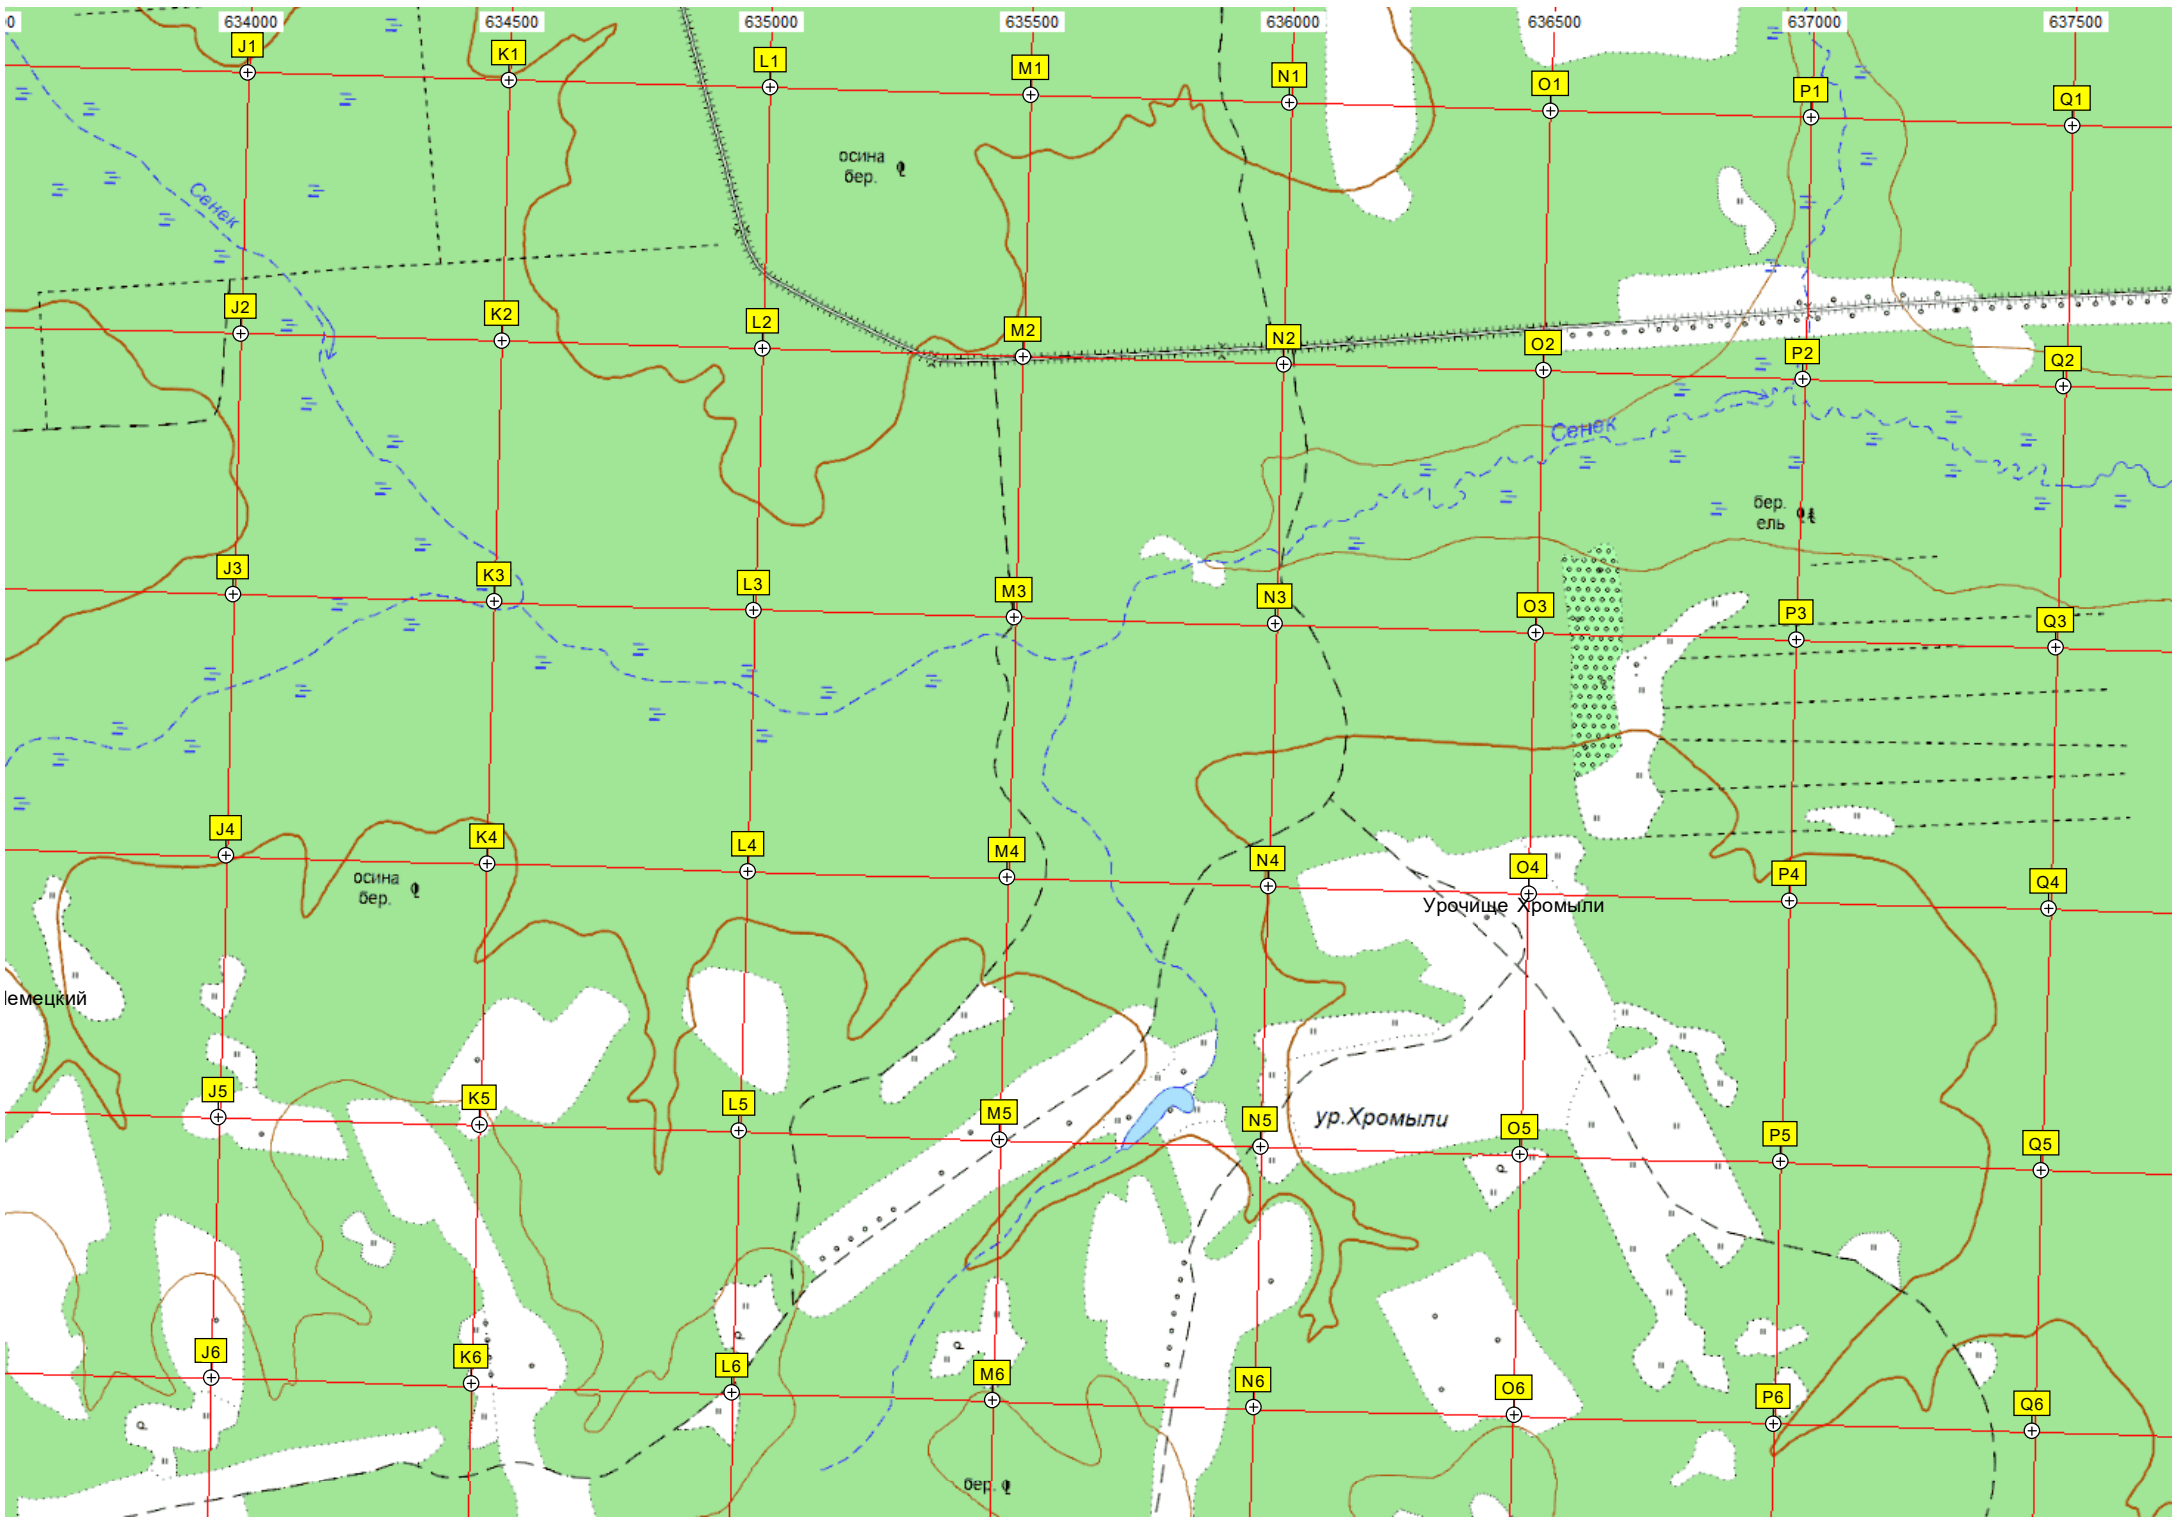 0 634000 634500 635000 635500 636000 636500 637000 637500
J1 K1 L1 M1 N1 O1 P1 Q1
осина
бер.
Сенек
J2 K2 L2 M2 N2 O2 P2 Q2
Сенек
бер.
ель
J3 K3 L3 M3 N3 O3 P3 Q3
J4 K4 L4 M4 N4 O4 P4 Q4
осина
бер.
Урочище Хромыли
Немецкий
J5 K5 L5 M5 N5 O5 P5 Q5
ур.Хромыли
J6 K6 L6 M6 N6 O6 P6 Q6
р
р
р
р
бер.